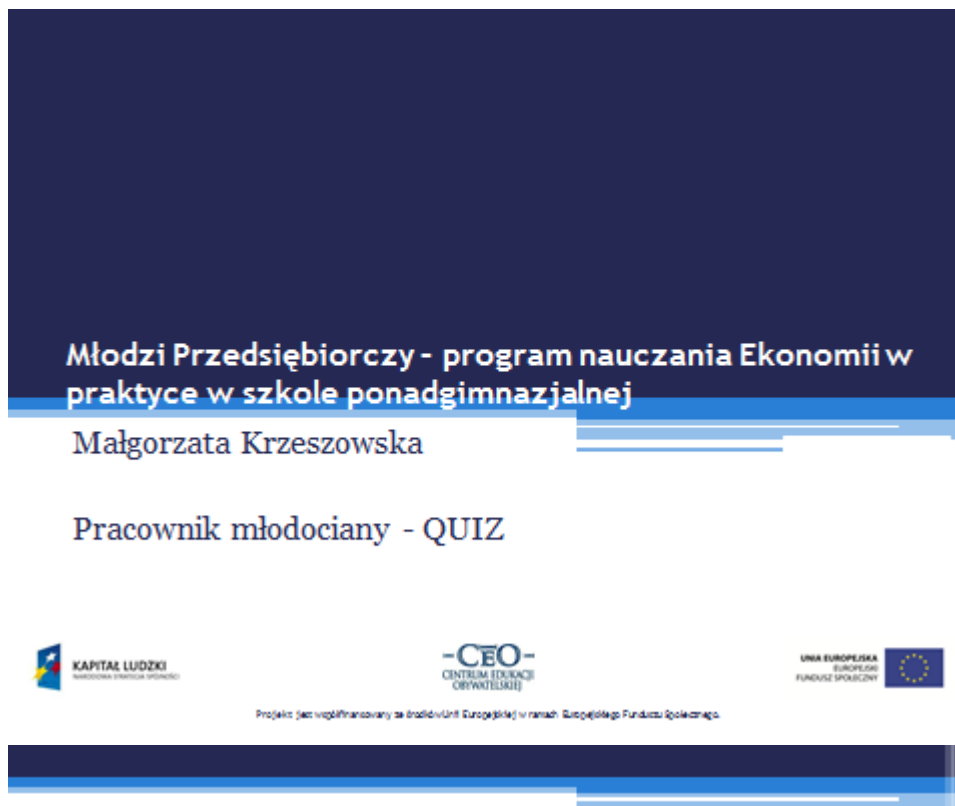 Młodzi Przedsiębiorczy - program nauczania Ekonomii w
praktyce w szkole ponadgimnazjalnej
Małgorzata Krzeszowska
Pracownik młodociany - QUIZ
KAPITAŁ LUDZKI
NARODOWA STRATEGIA SPÓJNOŚCI
CEO
CENTRUM EDUKACJI
OBYWATELSKIEJ
UNIA EUROPEJSKA
EUROPEJSKI
FUNDUSZ SPOŁECZNY
Projekt jest współfinansowany ze środków Unii Europejskiej w ramach Europejskiego Funduszu Społecznego.